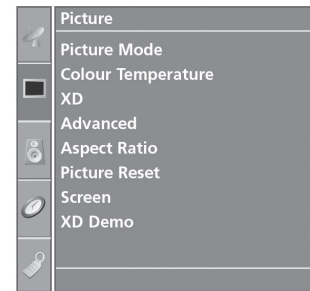 Picture
Picture Mode
Colour Temperature
XD
Advanced
Aspect Ratio
Picture Reset
Screen
XD Demo